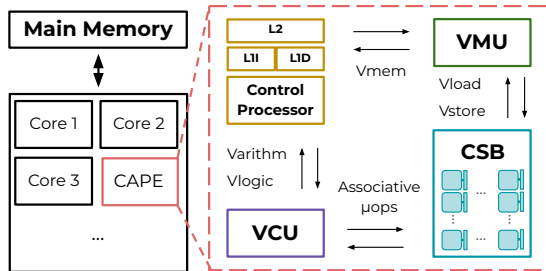 Main Memory
Core 1
Core 2
Core 3
CAPE
...
L2
L1I
L1D
Control
Processor
Vmem
VMU
Vload
Vstore
Varithm
Vlogic
Associative
μops
VCU
CSB
...
...
...
...